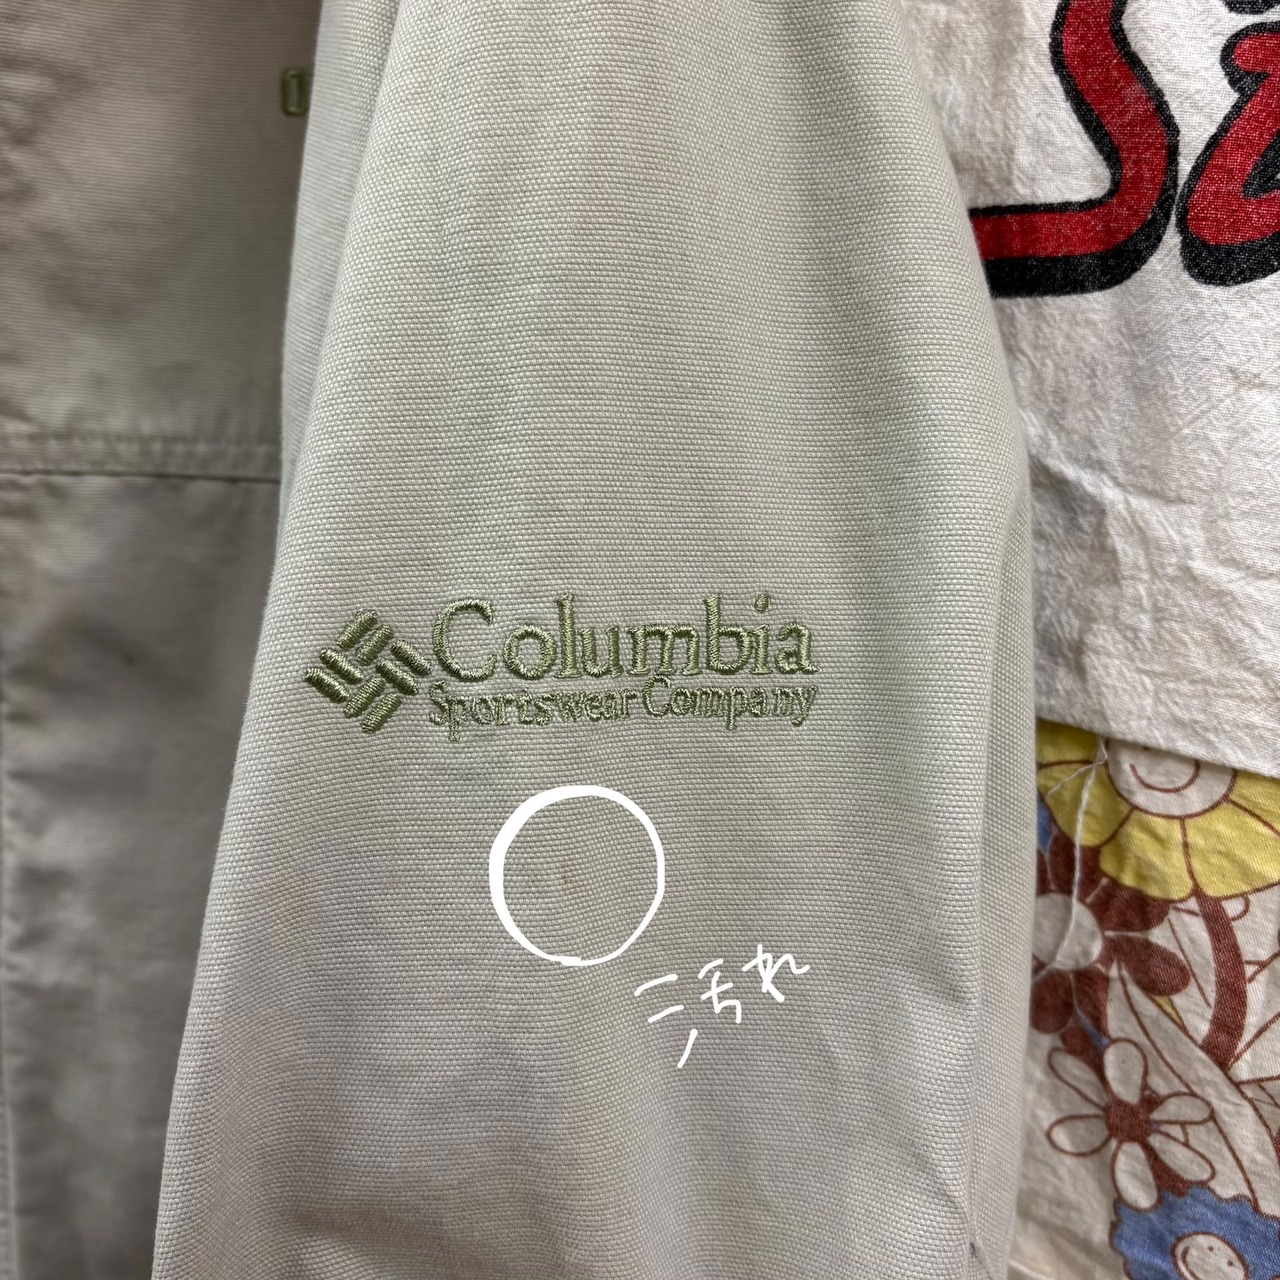 Columbia
Sportswear Company
汚れ